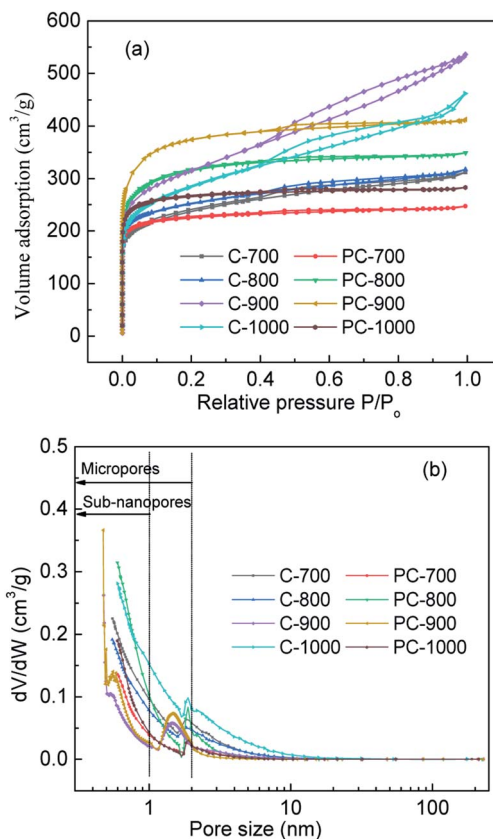 (a)
600
500
400
300
200
100
0
Volume adsorption (cm³/g)
C-700 PC-700
C-800 PC-800
C-900 PC-900
C-1000 PC-1000
0.0 0.2 0.4 0.6 0.8 1.0
Relative pressure P/Pₒ
(b)
0.5
0.4
0.3
0.2
0.1
0.0
dV/dW (cm³/g)
Micropores
Sub-nanopores
C-700 PC-700
C-800 PC-800
C-900 PC-900
C-1000 PC-1000
1 10 100
Pore size (nm)